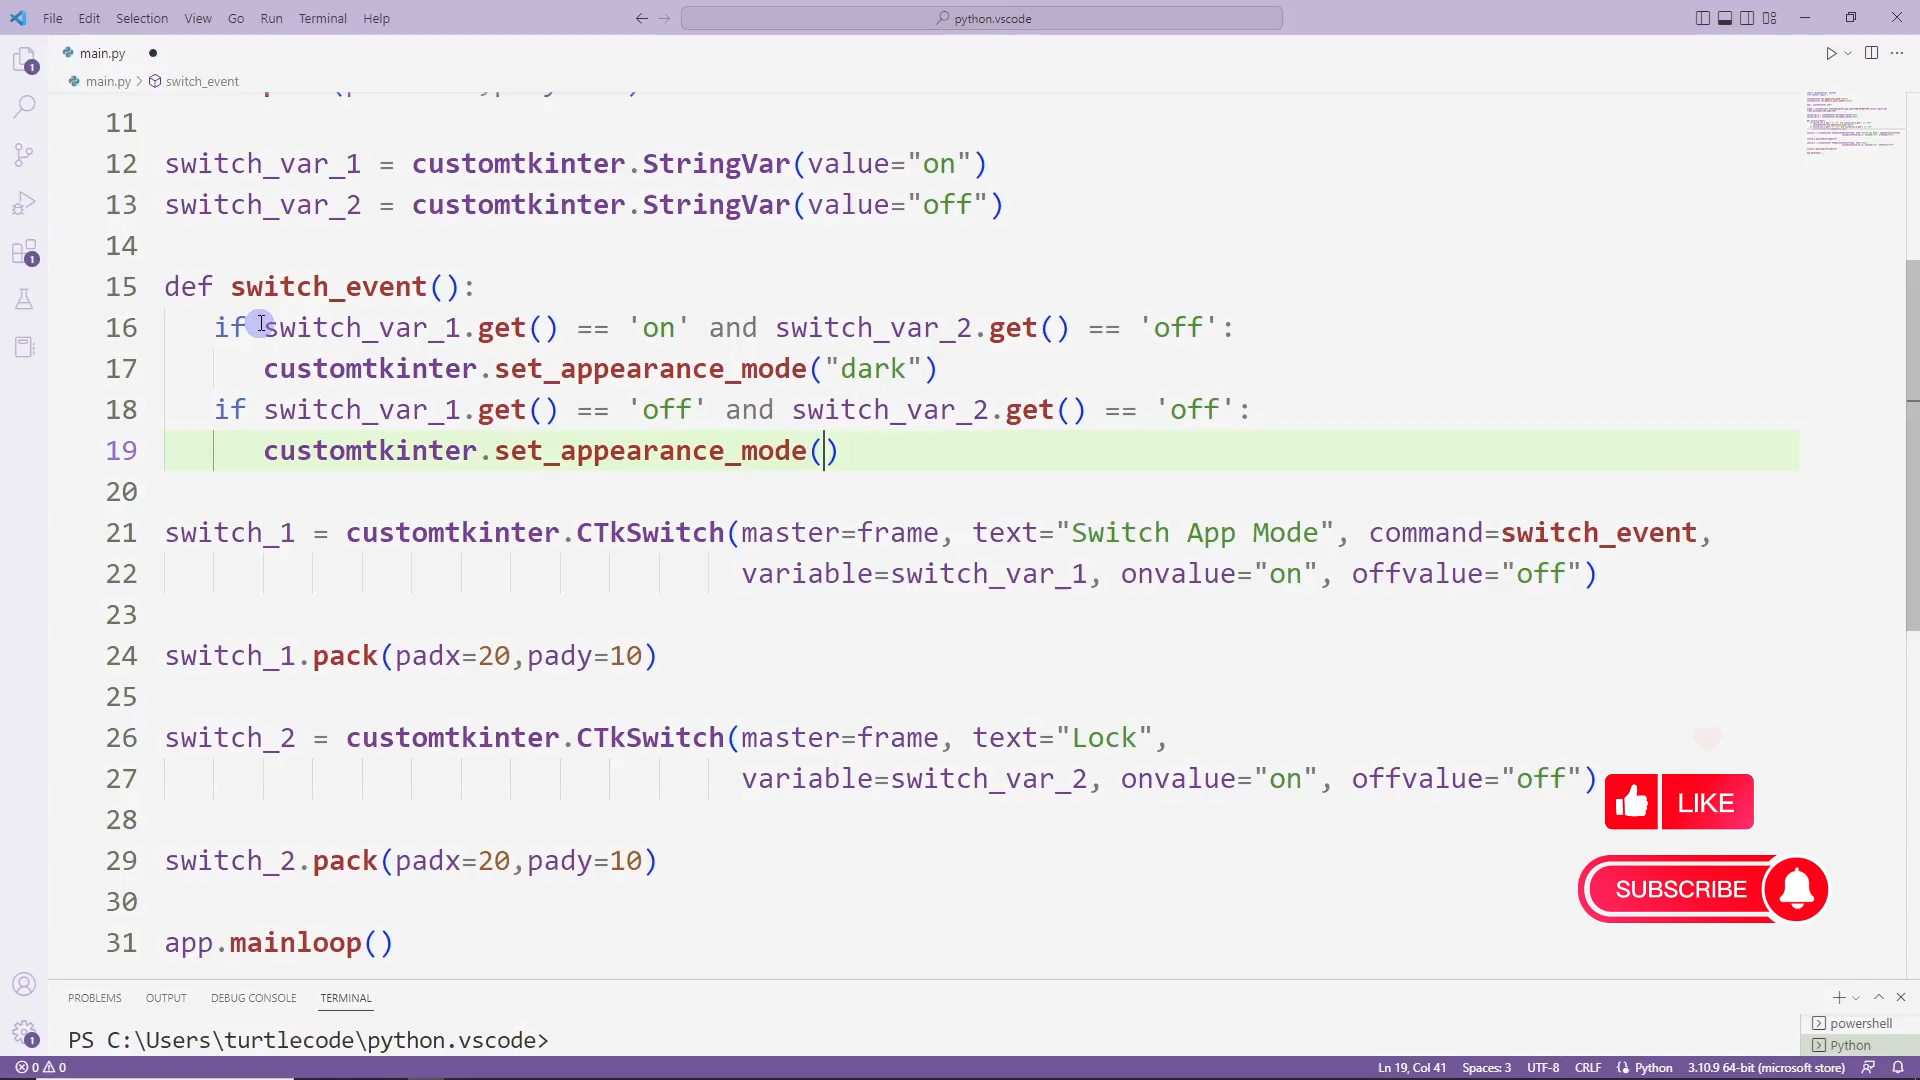 File Edit Selection View Go Run Terminal Help python.vscode
main.py
main.py > switch_event
11
12 switch_var_1 = customtkinter.StringVar(value="on")
13 switch_var_2 = customtkinter.StringVar(value="off")
14
15 def switch_event():
16 if switch_var_1.get() == 'on' and switch_var_2.get() == 'off':
17 customtkinter.set_appearance_mode("dark")
18 if switch_var_1.get() == 'off' and switch_var_2.get() == 'off':
19 customtkinter.set_appearance_mode()
20
21 switch_1 = customtkinter.CTkSwitch(master=frame, text="Switch App Mode", command=switch_event,
22 variable=switch_var_1, onvalue="on", offvalue="off")
23
24 switch_1.pack(padx=20,pady=10)
25
26 switch_2 = customtkinter.CTkSwitch(master=frame, text="Lock",
27 variable=switch_var_2, onvalue="on", offvalue="off")
28
29 switch_2.pack(padx=20,pady=10)
30
31 app.mainloop()
LIKE
SUBSCRIBE
PROBLEMS OUTPUT DEBUG CONSOLE TERMINAL
PS C:\Users\turtlecode\python.vscode>
powershell
Python
0 0 Ln 19, Col 41 Spaces: 3 UTF-8 CRLF Python 3.10.9 64-bit (microsoft store)